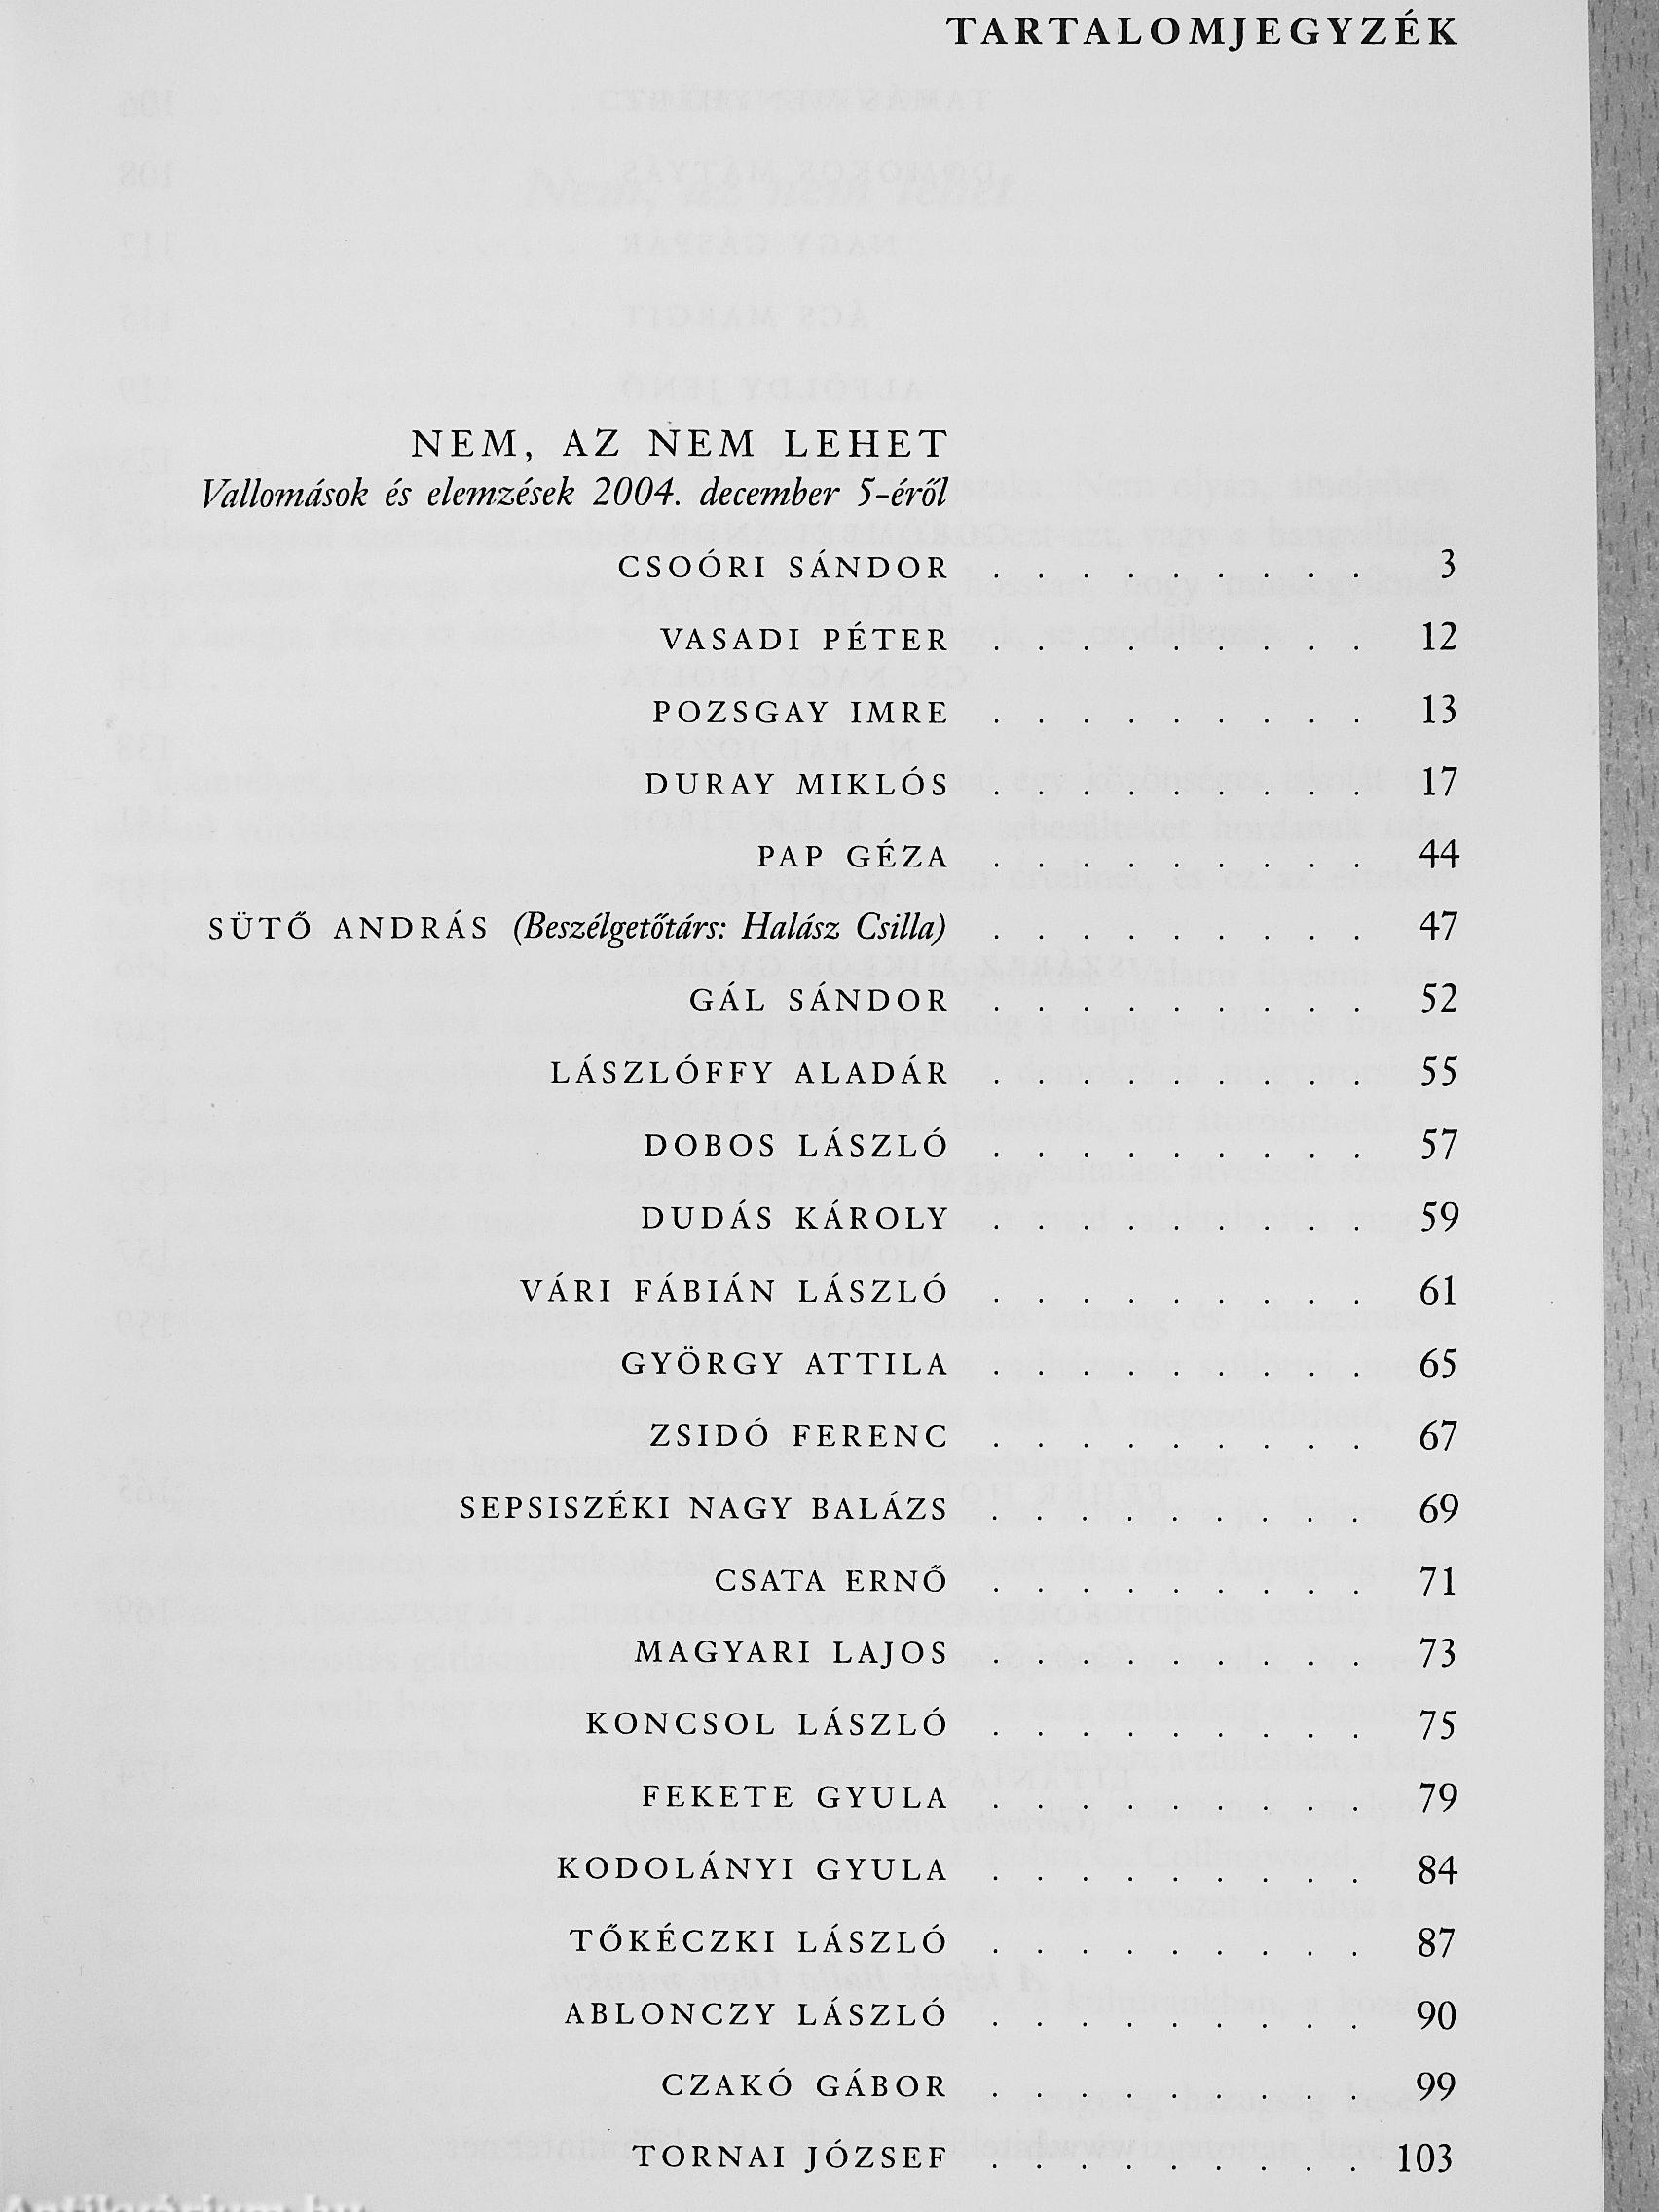 TARTALOMJEGYZÉK
NEM, AZ NEM LEHET
Vallomások és elemzések 2004. december 5-éről
CSOÓRI SÁNDOR . . . . . . . . . 3
VASADI PÉTER . . . . . . . . . 12
POZSGAY IMRE . . . . . . . . . 13
DURAY MIKLÓS . . . . . . . . . 17
PAP GÉZA . . . . . . . . . 44
SÜTŐ ANDRÁS (Beszélgetőtárs: Halász Csilla) . . . . . . . . . 47
GÁL SÁNDOR . . . . . . . . . 52
LÁSZLÓFFY ALADÁR . . . . . . . . . 55
DOBOS LÁSZLÓ . . . . . . . . . 57
DUDÁS KÁROLY . . . . . . . . . 59
VÁRI FÁBIÁN LÁSZLÓ . . . . . . . . . 61
GYÖRGY ATTILA . . . . . . . . . 65
ZSIDÓ FERENC . . . . . . . . . 67
SEPSISZÉKI NAGY BALÁZS . . . . . . . . . 69
CSATA ERNŐ . . . . . . . . . 71
MAGYARI LAJOS . . . . . . . . . 73
KONCSOL LÁSZLÓ . . . . . . . . . 75
FEKETE GYULA . . . . . . . . . 79
KODOLÁNYI GYULA . . . . . . . . . 84
TŐKÉCZKI LÁSZLÓ . . . . . . . . . 87
ABLONCZY LÁSZLÓ . . . . . . . . . 90
CZAKÓ GÁBOR . . . . . . . . . 99
TORNAI JÓZSEF . . . . . . . . . 103